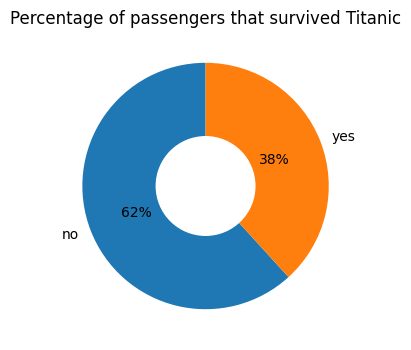 Percentage of passengers that survived Titanic
yes
38%
62%
no